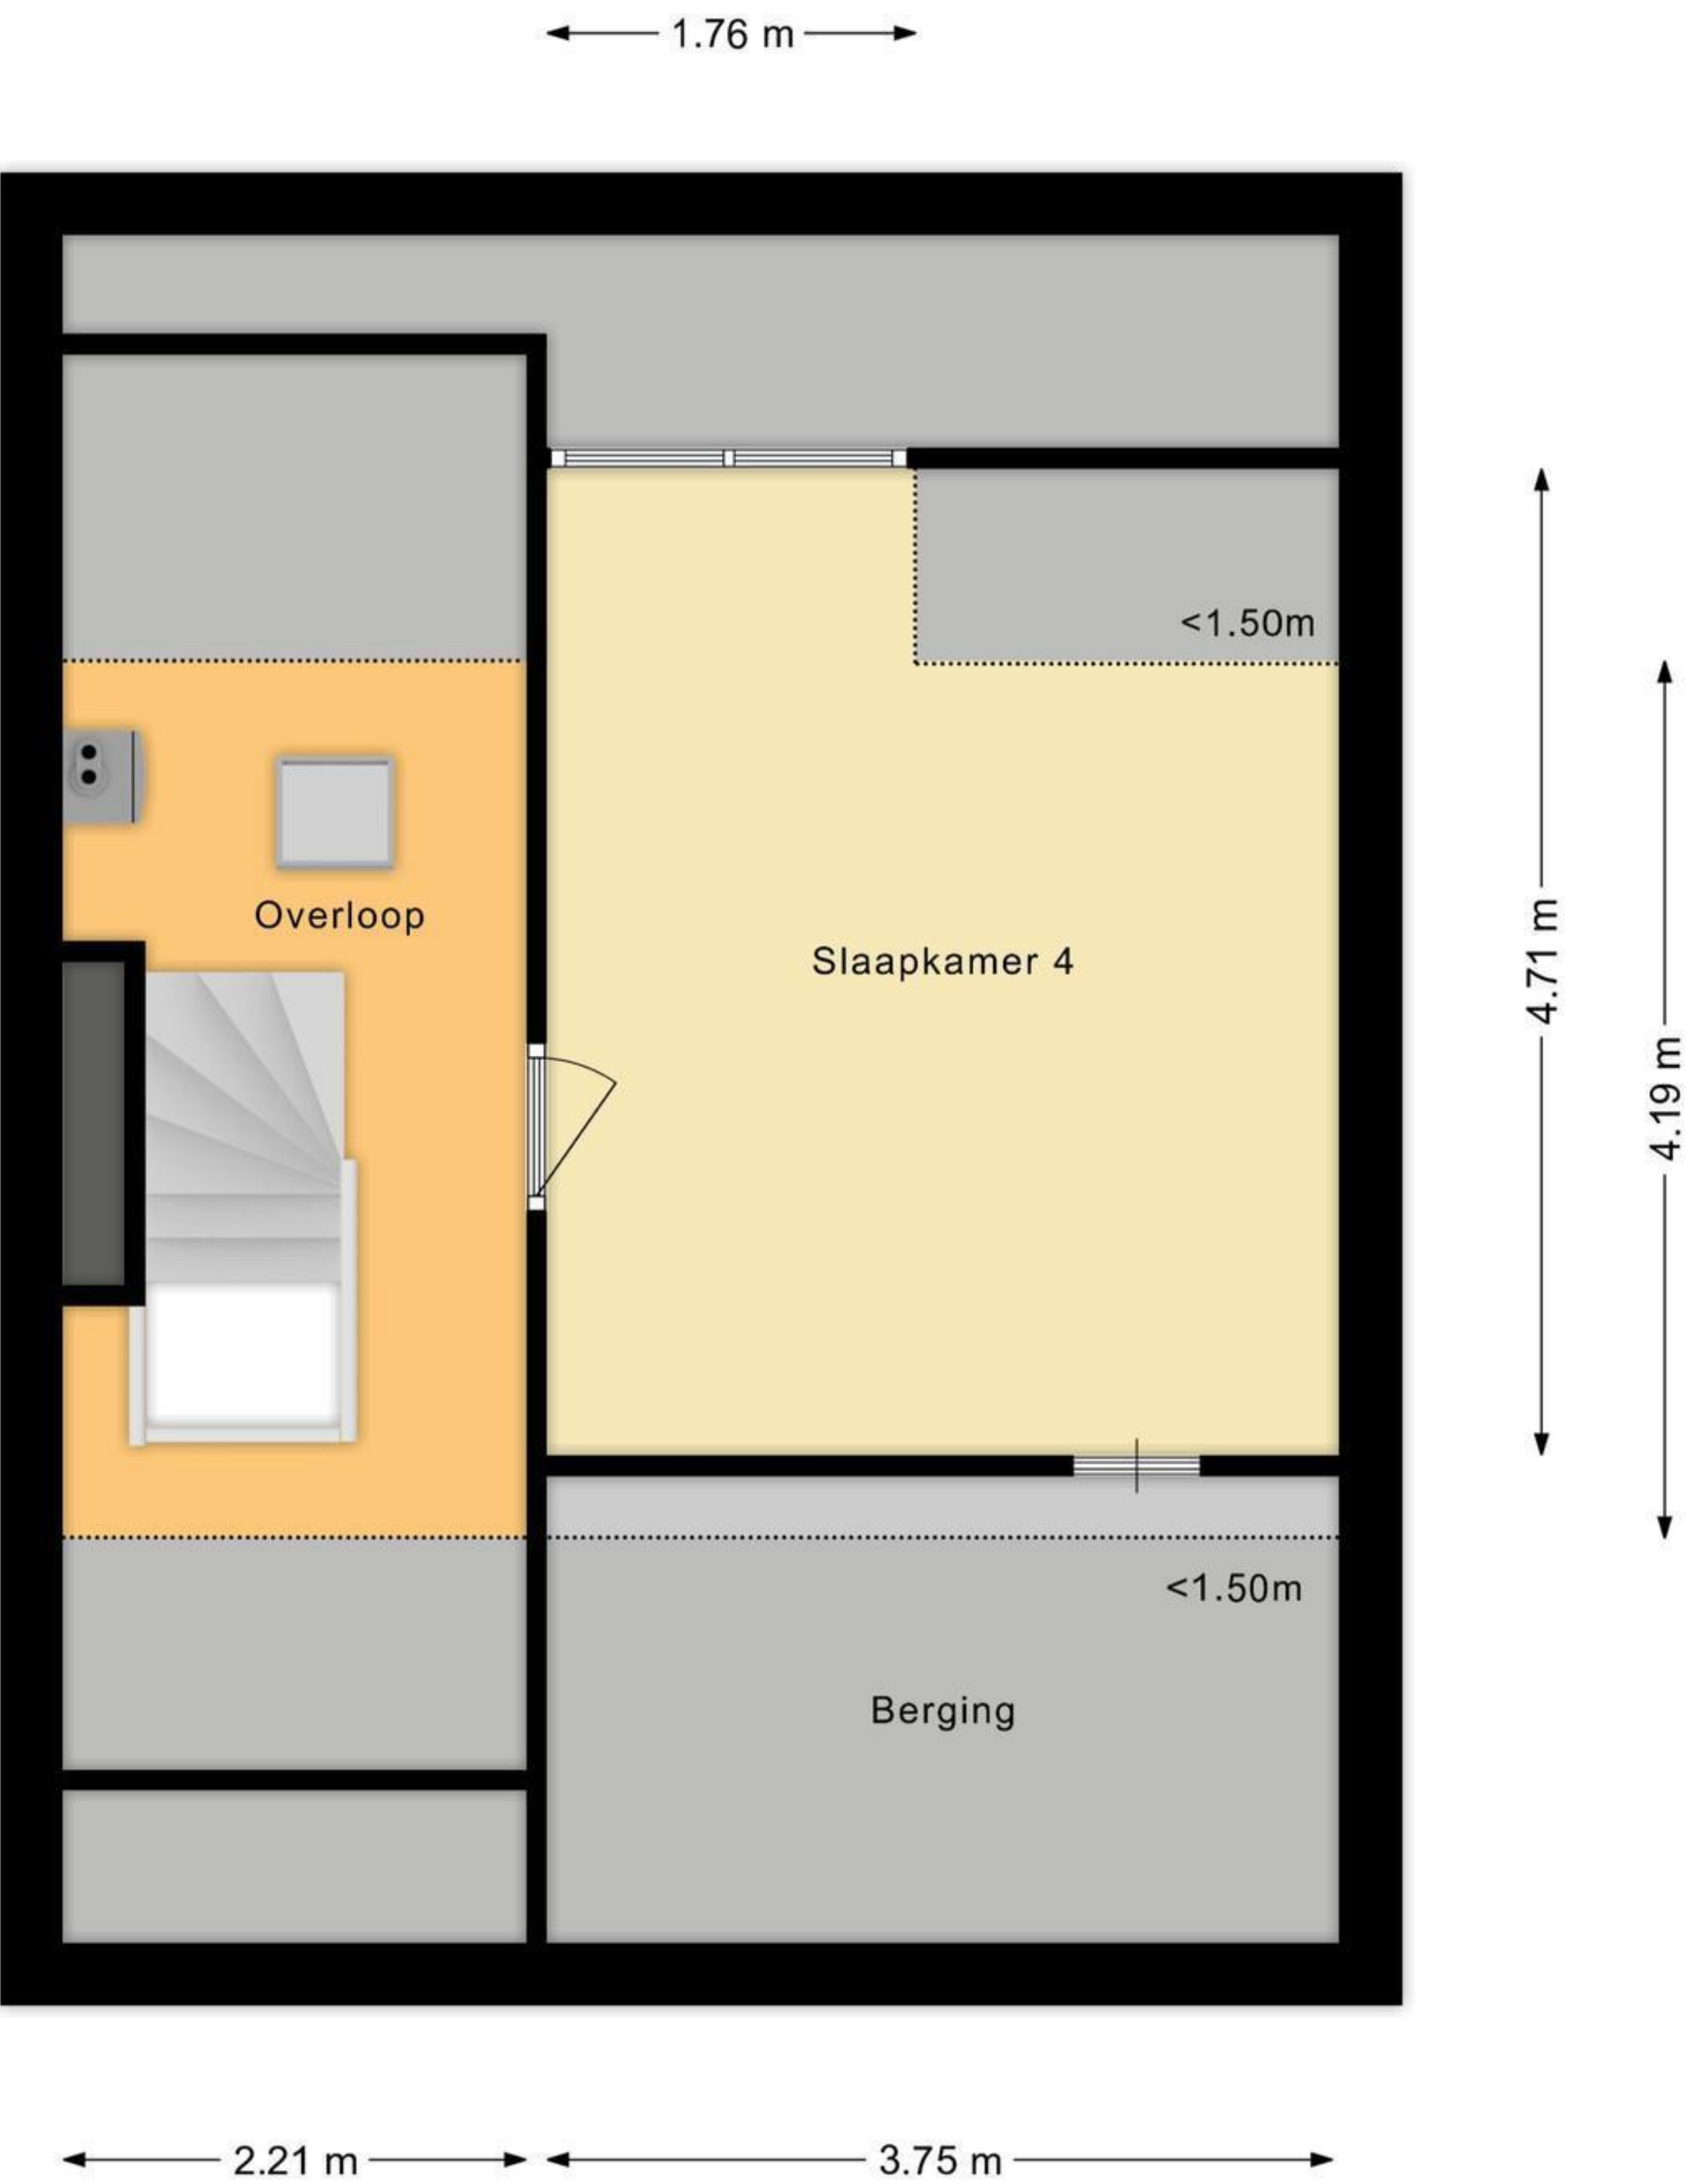 1.76 m
<1.50m
Overloop
Slaapkamer 4
4.71 m
4.19 m
<1.50m
Berging
2.21 m
3.75 m